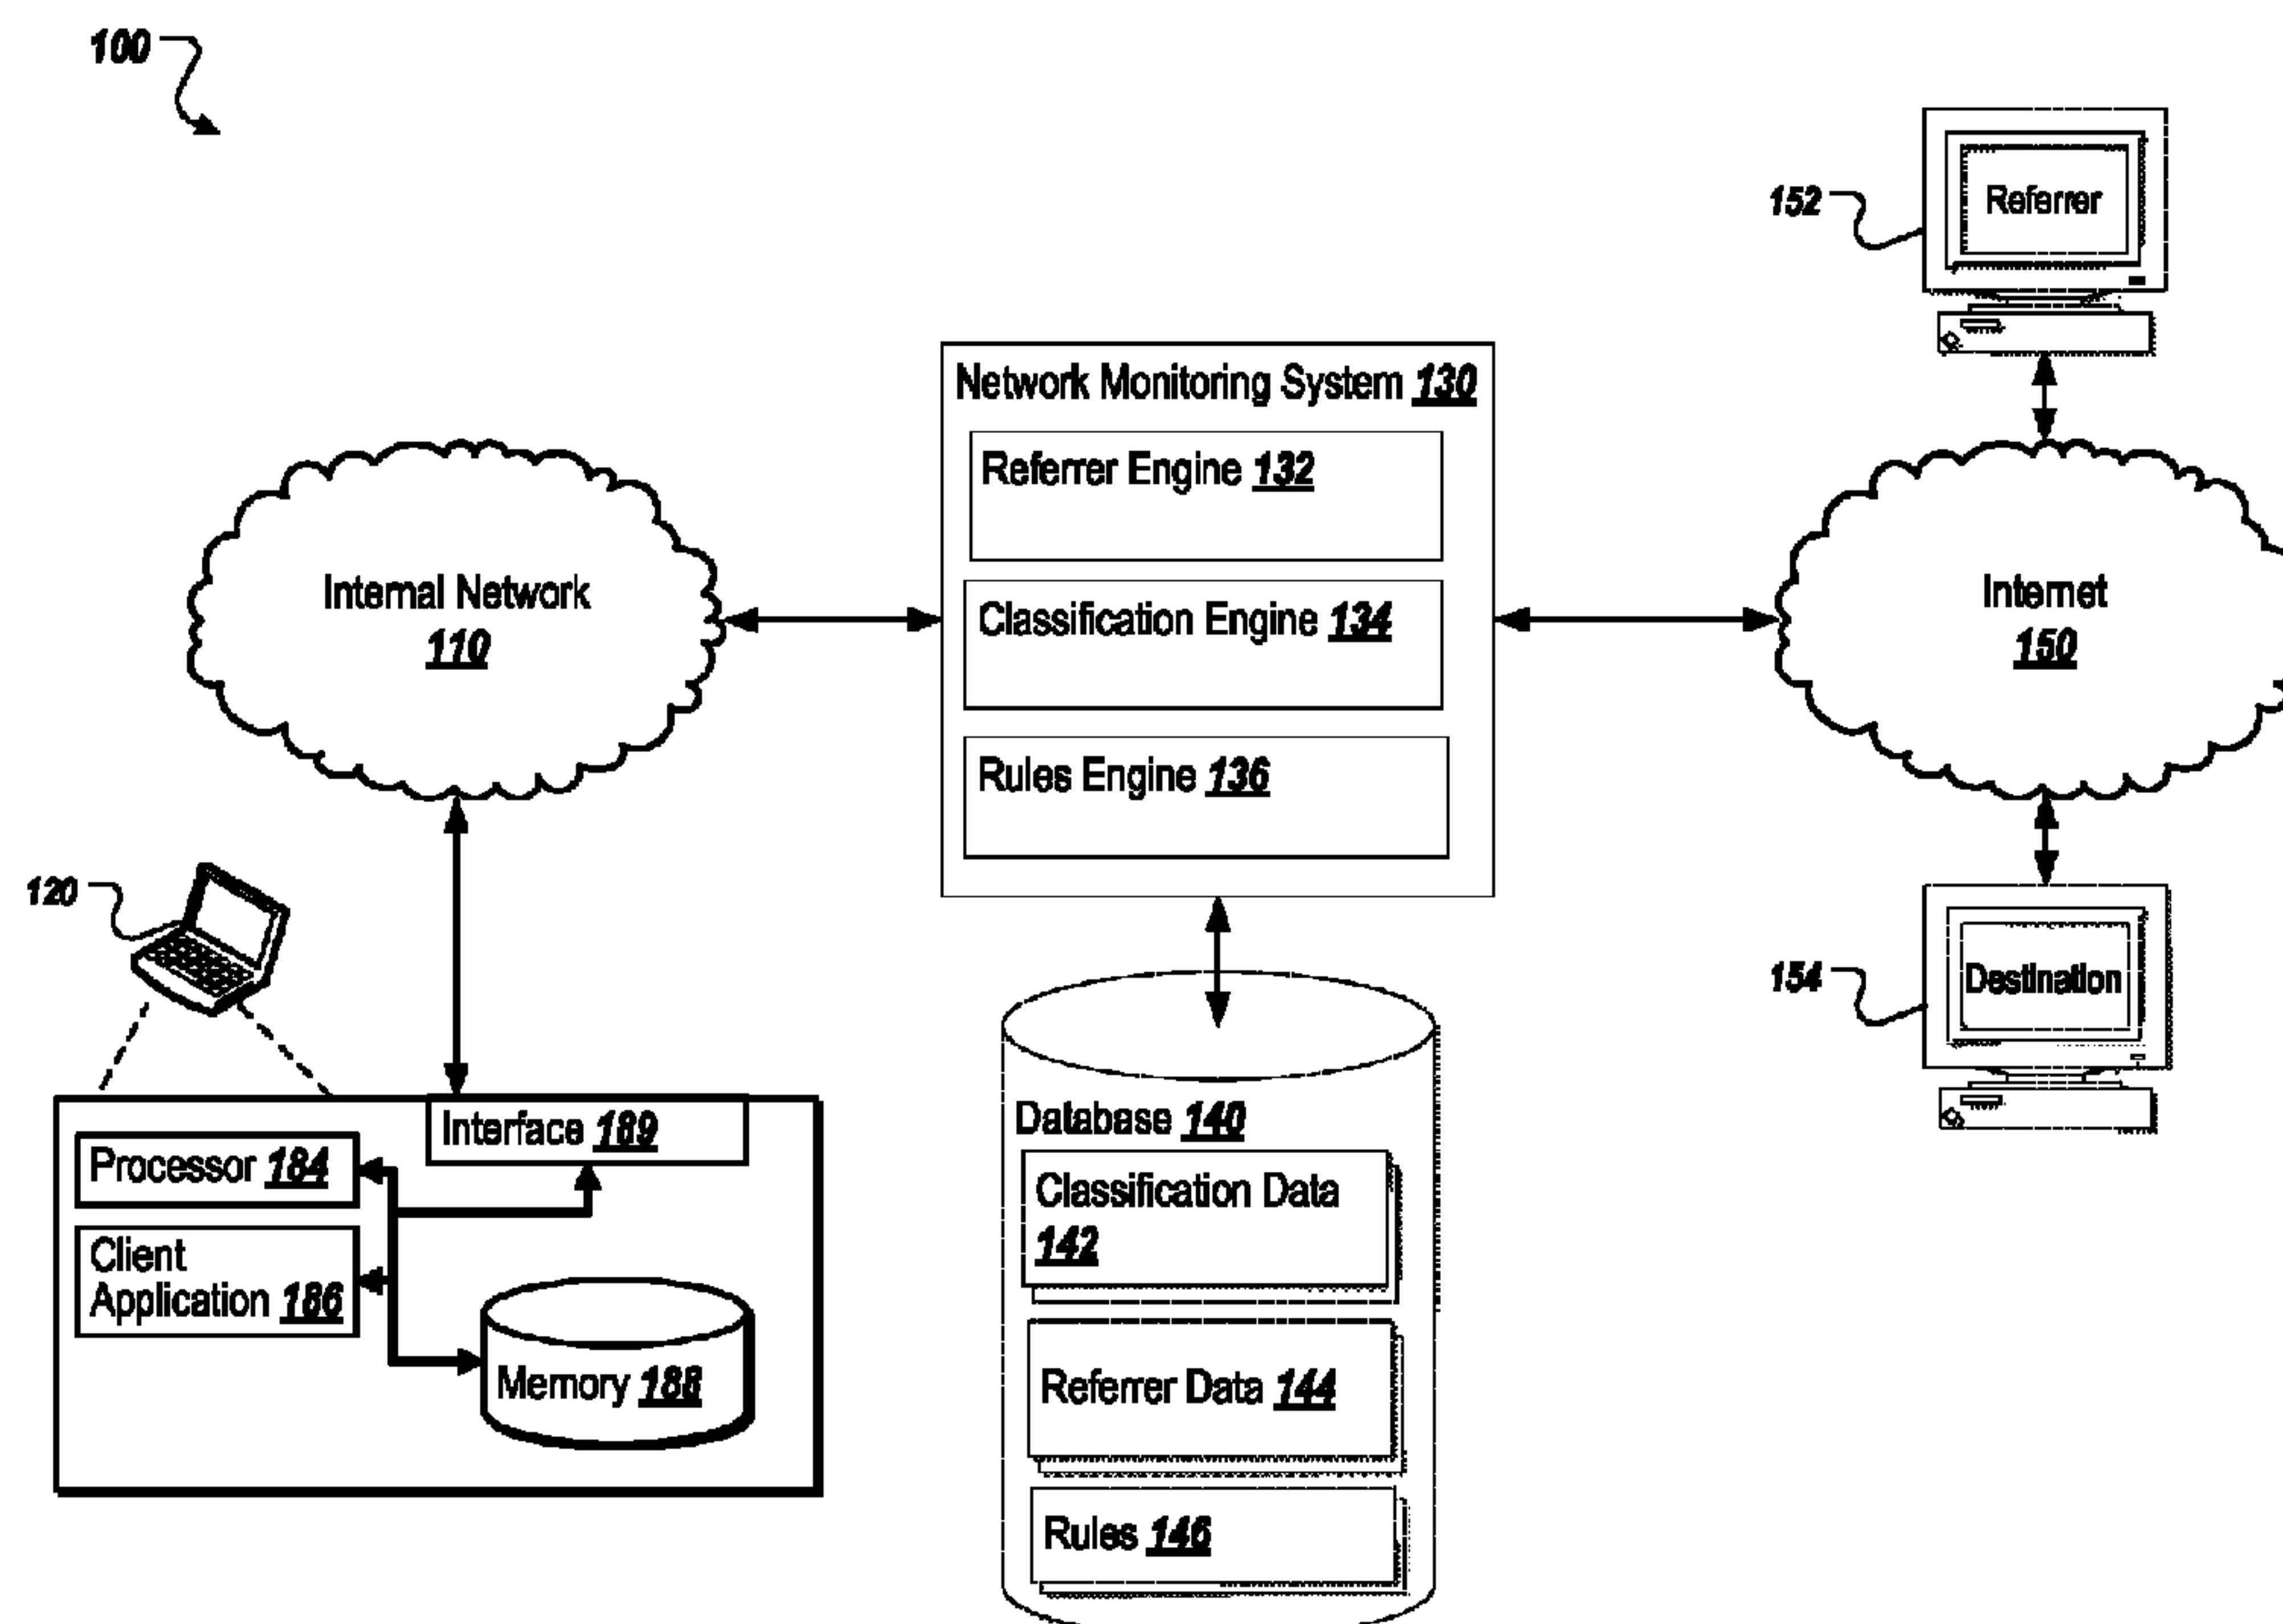 100
152
Referrer
Network Monitoring System 130
Referrer Engine 132
Internal Network
110
Classification Engine 134
Internet
150
Rules Engine 136
120
154
Destination
Interface 189
Processor 184
Client
Application 186
Memory 188
Database 140
Classification Data
142
Referrer Data 144
Rules 146